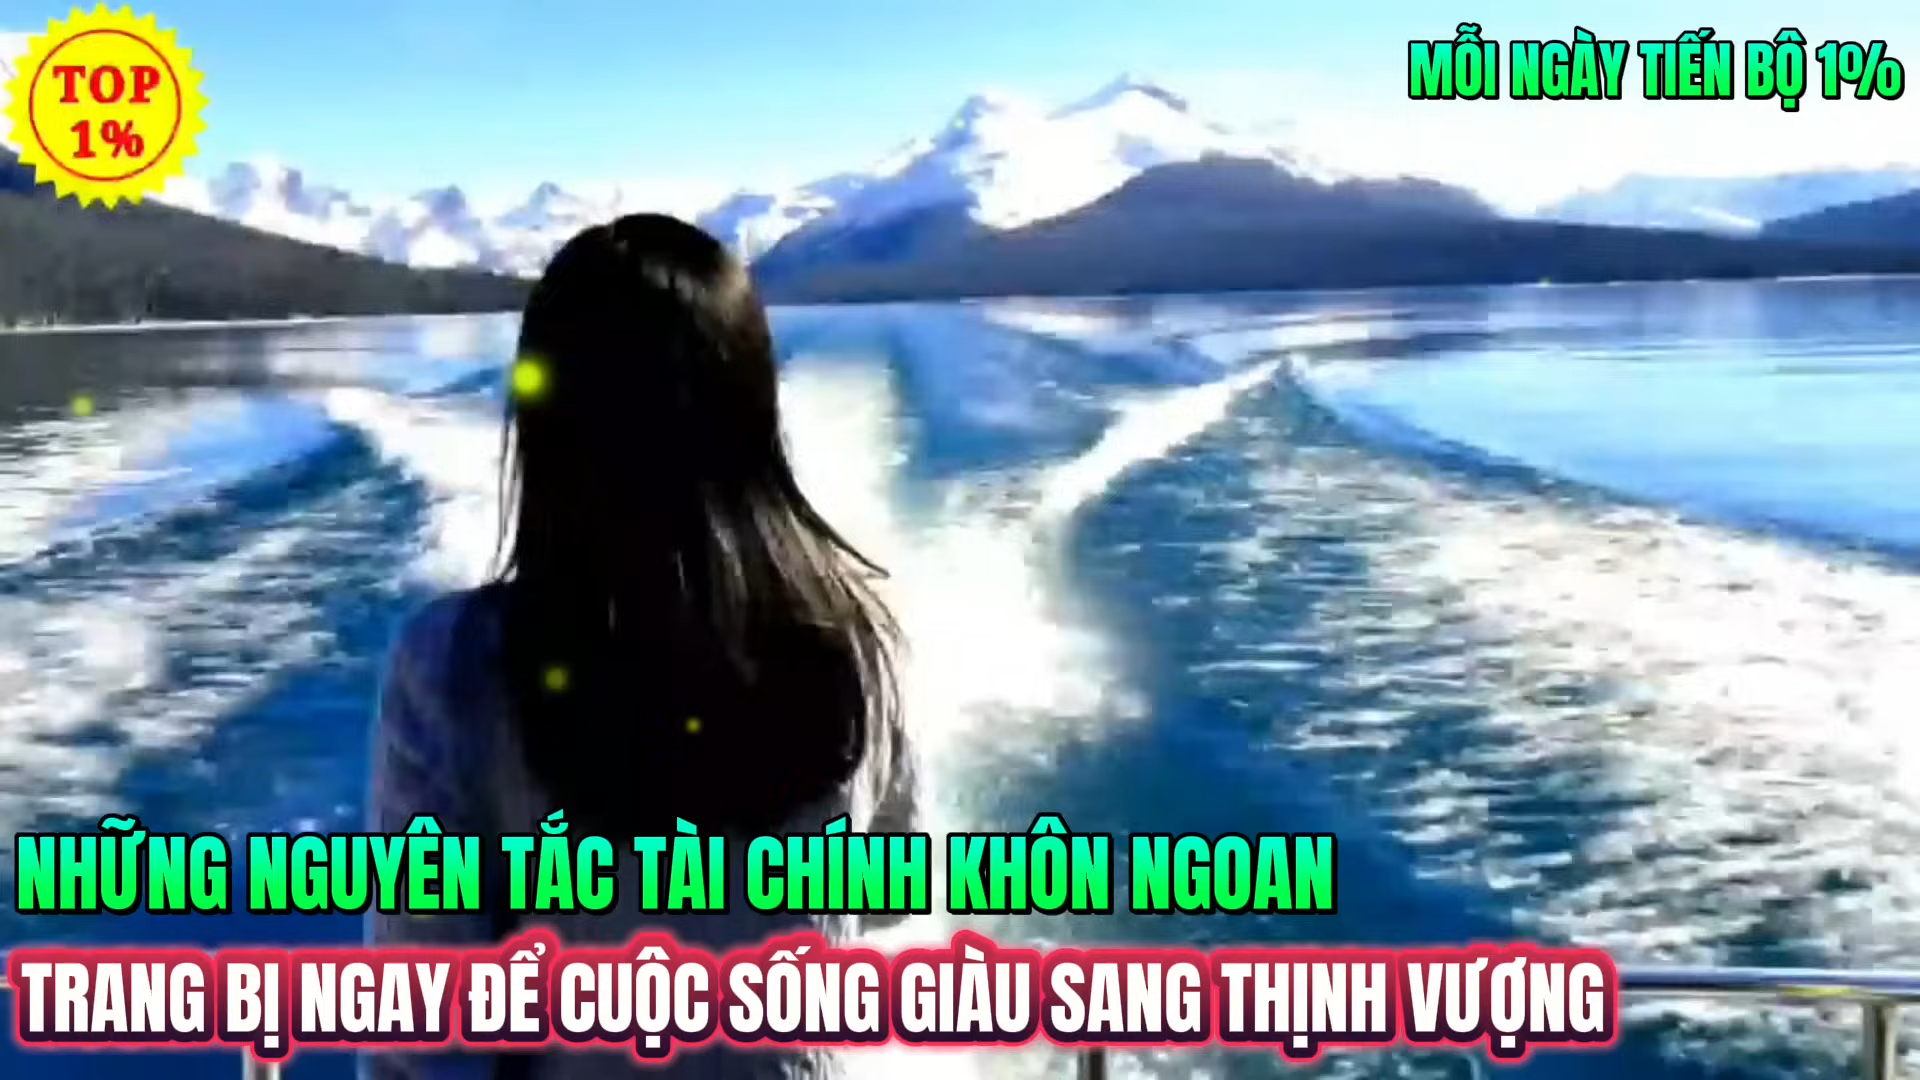 TOP
1%
MỖI NGÀY TIẾN BỘ 1%
NHỮNG NGUYÊN TẮC TÀI CHÍNH KHÔN NGOAN
TRANG BỊ NGAY ĐỂ CUỘC SỐNG GIÀU SANG THỊNH VƯỢNG